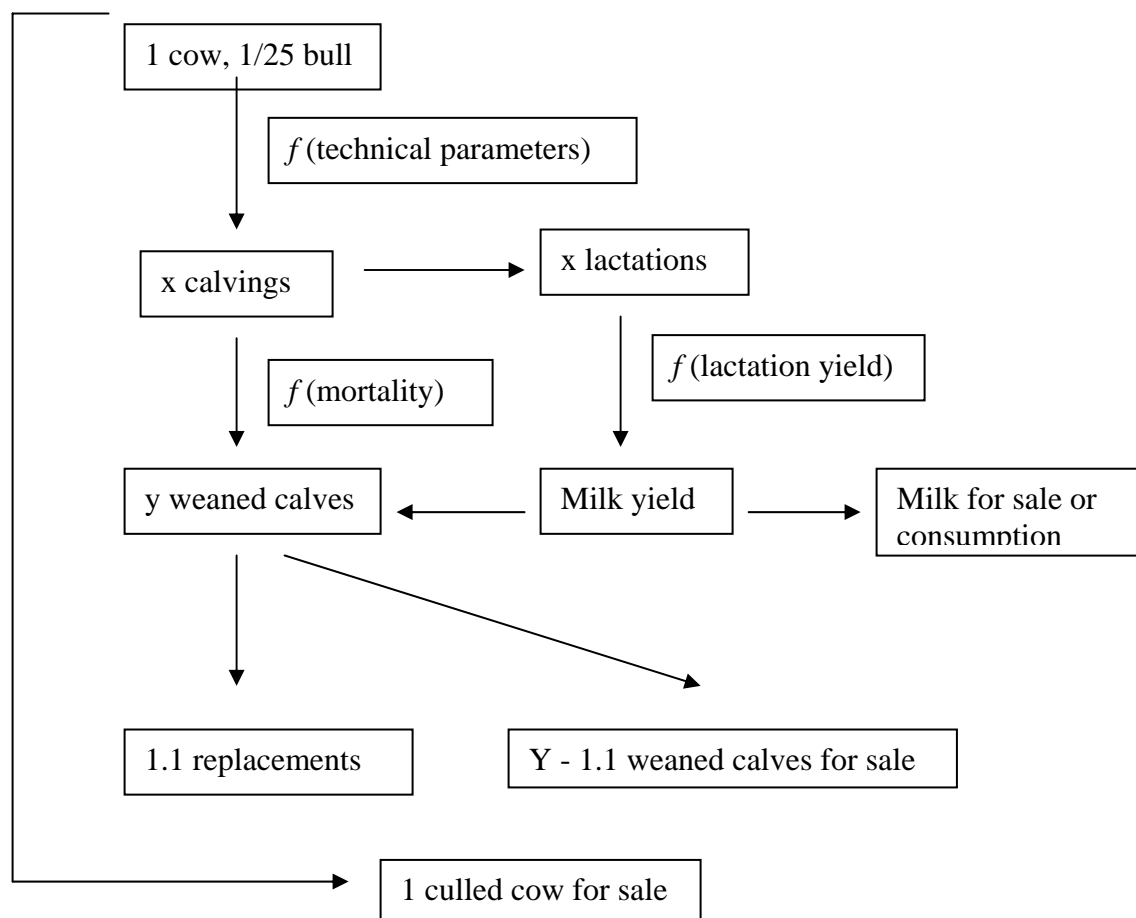 1 cow, 1/25 bull
f (technical parameters)
x calvings
x lactations
f (mortality)
f (lactation yield)
y weaned calves
Milk yield
Milk for sale or
consumption
1.1 replacements
Y - 1.1 weaned calves for sale
1 culled cow for sale